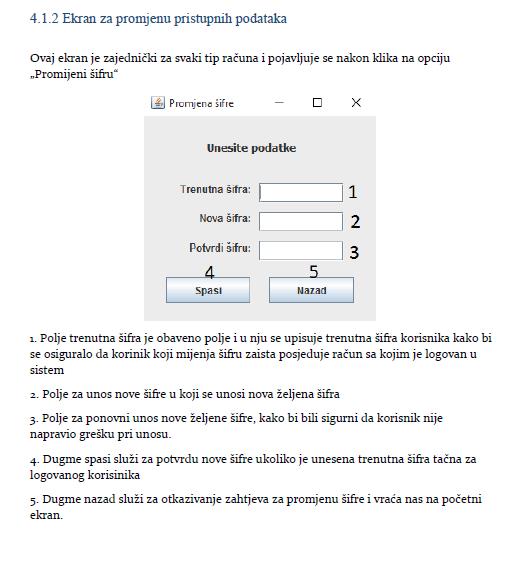 4.1.2 Ekran za promjenu pristupnih podataka
Ovaj ekran je zajednički za svaki tip računa i pojavljuje se nakon klika na opciju
„Promijeni šifru“
Promjena šifre
Unesite podatke
Trenutna šifra: 1
Nova šifra: 2
Potvrdi šifru: 3
4 5
Spasi Nazad
1. Polje trenutna šifra je obaveno polje i u nju se upisuje trenutna šifra korisnika kako bi
se osiguralo da korinik koji mijenja šifru zaista posjeduje račun sa kojim je logovan u
sistem
2. Polje za unos nove šifre u koji se unosi nova željena šifra
3. Polje za ponovni unos nove željene šifre, kako bi bili sigurni da korisnik nije
napravio grešku pri unosu.
4. Dugme spasi služi za potvrdu nove šifre ukoliko je unesena trenutna šifra tačna za
logovanog korisinika
5. Dugme nazad služi za otkazivanje zahtjeva za promjenu šifre i vraća nas na početni
ekran.